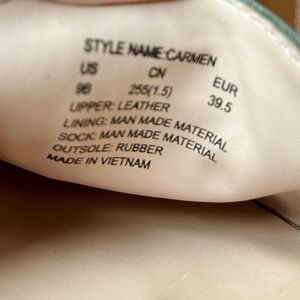 STYLE NAME:CARMEN
US CN EUR
9B 255(1.5) 39.5
UPPER: LEATHER
LINING: MAN MADE MATERIAL
SOCK: MAN MADE MATERIAL
OUTSOLE: RUBBER
MADE IN VIETNAM